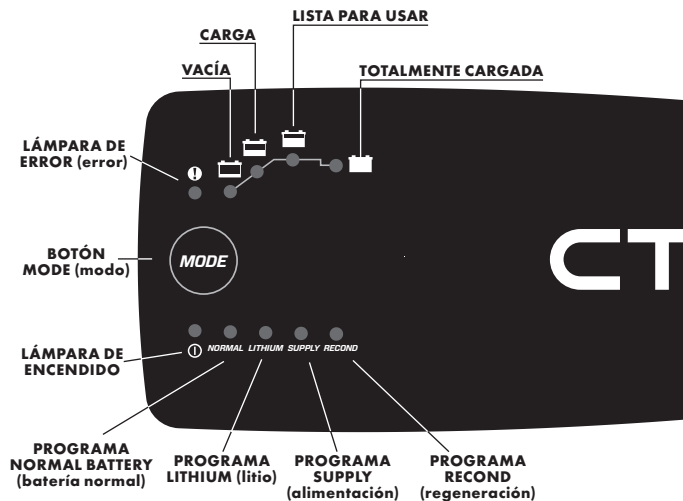 LISTA PARA USAR
CARGA
VACÍA
TOTALMENTE CARGADA
LÁMPARA DE
ERROR (error)
BOTÓN
MODE (modo)
MODE
CT
LÁMPARA DE
ENCENDIDO
NORMAL LITHIUM SUPPLY RECOND
PROGRAMA
NORMAL BATTERY
(batería normal)
PROGRAMA
LITHIUM (litio)
PROGRAMA
SUPPLY
(alimentación)
PROGRAMA
RECOND
(regeneración)